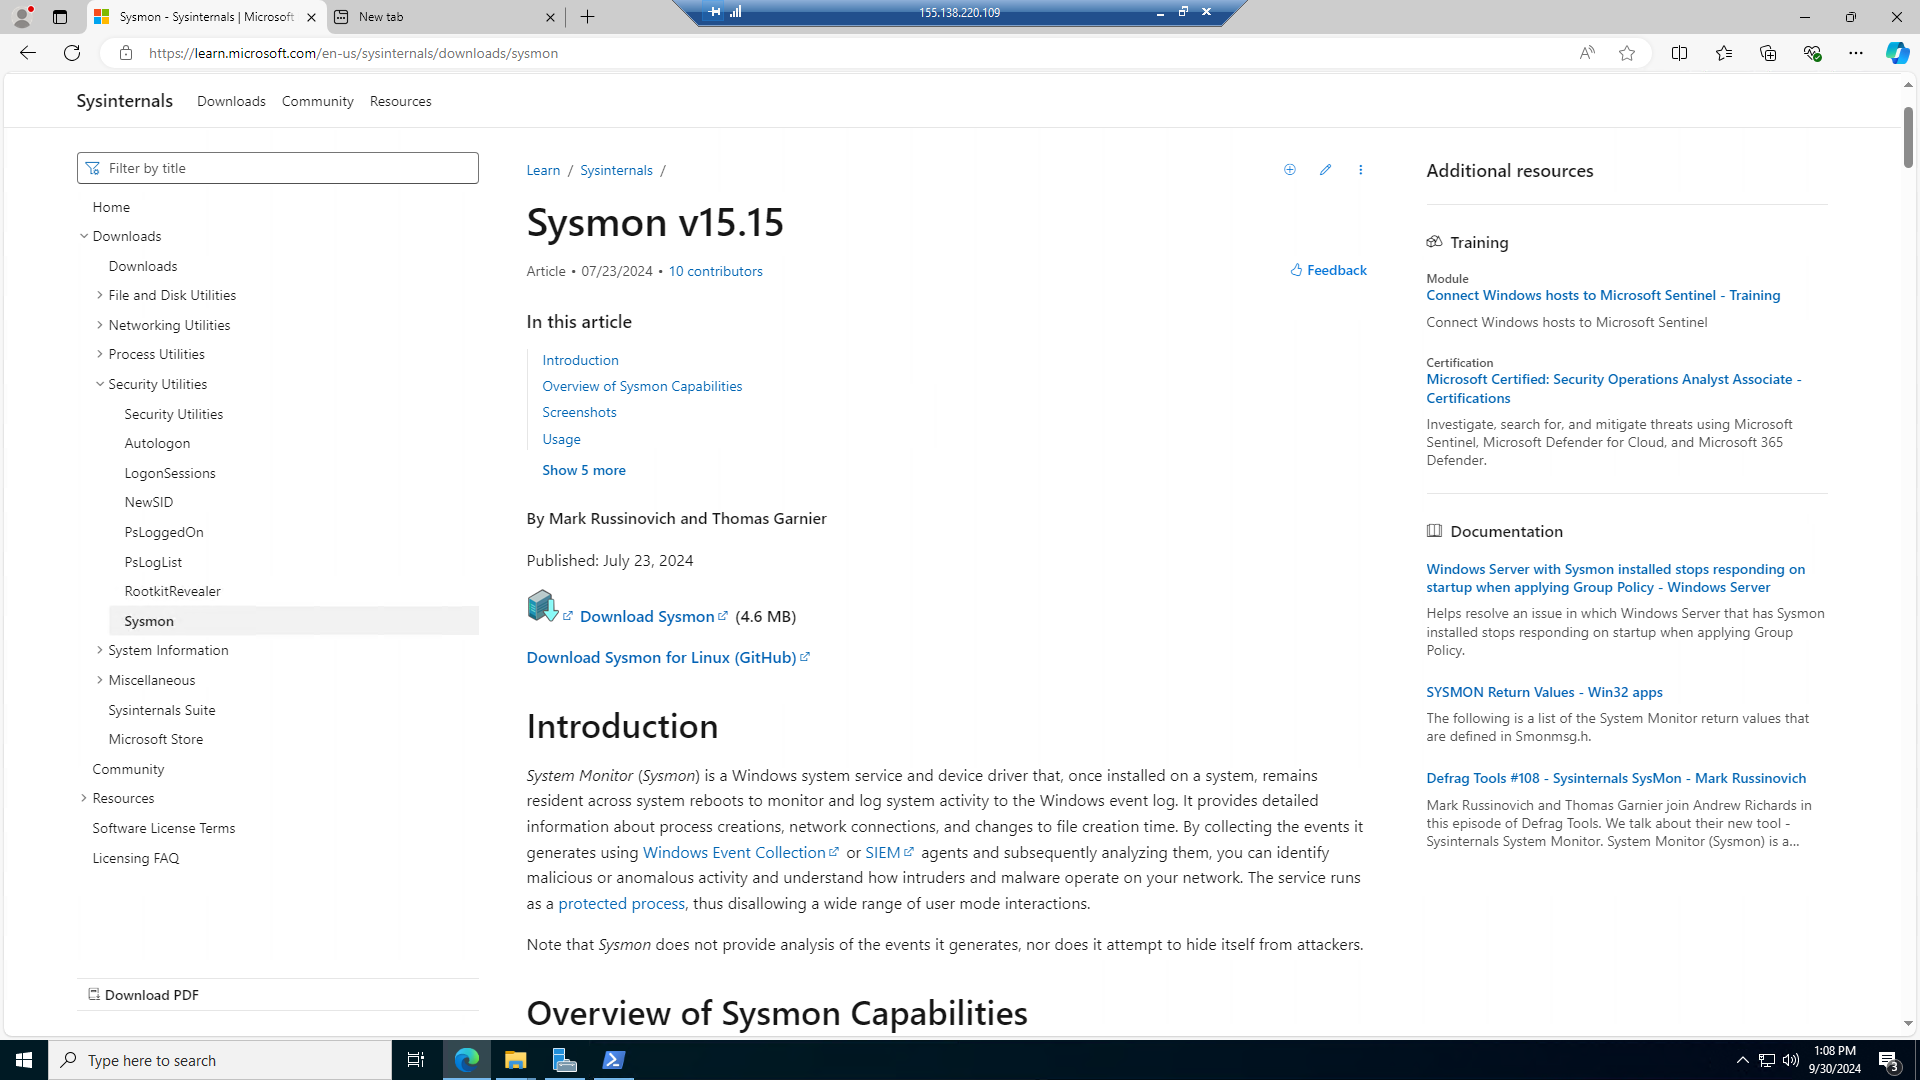 Sysmon - Sysinternals | Microsoft
New tab
155.138.220.109
https://learn.microsoft.com/en-us/sysinternals/downloads/sysmon
Sysinternals
Downloads
Community
Resources
Filter by title
Home
Downloads
Downloads
File and Disk Utilities
Networking Utilities
Process Utilities
Security Utilities
Security Utilities
Autologon
LogonSessions
NewSID
PsLoggedOn
PsLogList
RootkitRevealer
Sysmon
System Information
Miscellaneous
Sysinternals Suite
Microsoft Store
Community
Resources
Software License Terms
Licensing FAQ
Download PDF
Learn / Sysinternals /
Sysmon v15.15
Article • 07/23/2024 • 10 contributors
Feedback
In this article
Introduction
Overview of Sysmon Capabilities
Screenshots
Usage
Show 5 more
By Mark Russinovich and Thomas Garnier
Published: July 23, 2024
Download Sysmon (4.6 MB)
Download Sysmon for Linux (GitHub)
Introduction
System Monitor (Sysmon) is a Windows system service and device driver that, once installed on a system, remains
resident across system reboots to monitor and log system activity to the Windows event log. It provides detailed
information about process creations, network connections, and changes to file creation time. By collecting the events it
generates using Windows Event Collection or SIEM agents and subsequently analyzing them, you can identify
malicious or anomalous activity and understand how intruders and malware operate on your network. The service runs
as a protected process, thus disallowing a wide range of user mode interactions.
Note that Sysmon does not provide analysis of the events it generates, nor does it attempt to hide itself from attackers.
Overview of Sysmon Capabilities
Additional resources
Training
Module
Connect Windows hosts to Microsoft Sentinel - Training
Connect Windows hosts to Microsoft Sentinel
Certification
Microsoft Certified: Security Operations Analyst Associate -
Certifications
Investigate, search for, and mitigate threats using Microsoft
Sentinel, Microsoft Defender for Cloud, and Microsoft 365
Defender.
Documentation
Windows Server with Sysmon installed stops responding on
startup when applying Group Policy - Windows Server
Helps resolve an issue in which Windows Server that has Sysmon
installed stops responding on startup when applying Group
Policy.
SYSMON Return Values - Win32 apps
The following is a list of the System Monitor return values that
are defined in Smonmsg.h.
Defrag Tools #108 - Sysinternals SysMon - Mark Russinovich
Mark Russinovich and Thomas Garnier join Andrew Richards in
this episode of Defrag Tools. We talk about their new tool -
Sysinternals System Monitor. System Monitor (Sysmon) is a...
Type here to search
1:08 PM
9/30/2024
3